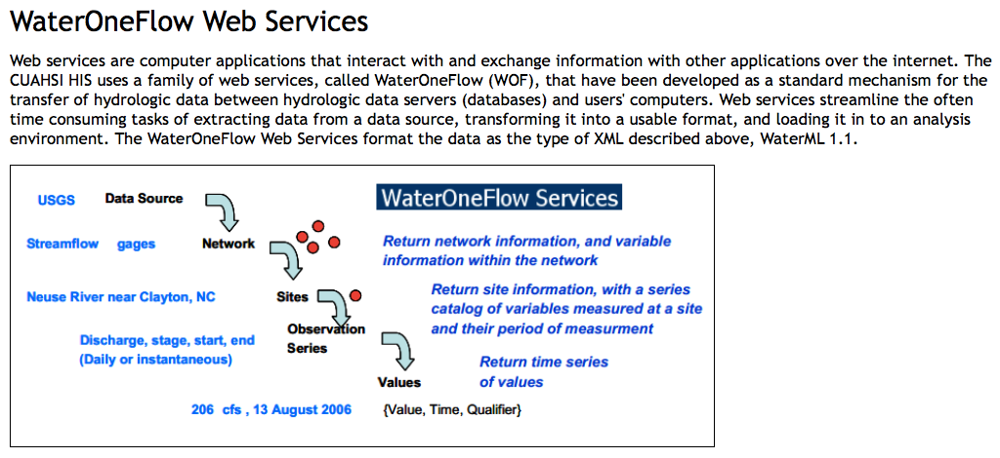 WaterOneFlow Web Services
Web services are computer applications that interact with and exchange information with other applications over the internet. The
CUAHSI HIS uses a family of web services, called WaterOneFlow (WOF), that have been developed as a standard mechanism for the
transfer of hydrologic data between hydrologic data servers (databases) and users' computers. Web services streamline the often
time consuming tasks of extracting data from a data source, transforming it into a usable format, and loading it in to an analysis
environment. The WaterOneFlow Web Services format the data as the type of XML described above, WaterML 1.1.
USGS Data Source WaterOneFlow Services
Streamflow gages Network
Return network information, and variable
information within the network
Neuse River near Clayton, NC Sites
Return site information, with a series
catalog of variables measured at a site
and their period of measurment
Observation
Series
Discharge, stage, start, end
(Daily or instantaneous)
Return time series
of values
Values
206 cfs , 13 August 2006 {Value, Time, Qualifier}